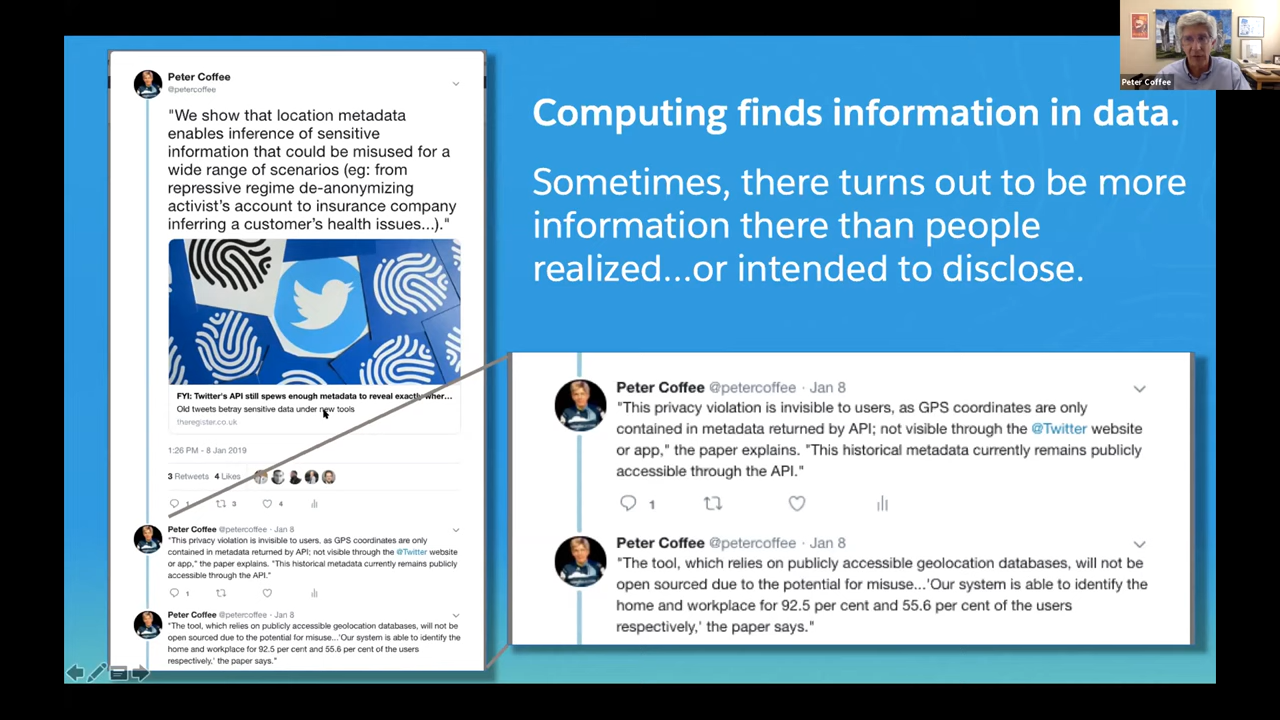 Peter Coffee
@petercoffee
"We show that location metadata
enables inference of sensitive
information that could be misused for a
wide range of scenarios (eg: from
repressive regime de-anonymizing
activist's account to insurance company
inferring a customer's health issues...)."
FYI: Twitter's API still spews enough metadata to reveal exactly wher...
Old tweets betray sensitive data under new tools
theregister.co.uk
1:26 PM - 8 Jan 2019
3 Retweets 4 Likes
1 3 4
Peter Coffee @petercoffee · Jan 8
"This privacy violation is invisible to users, as GPS coordinates are only
contained in metadata returned by API; not visible through the @Twitter website
or app," the paper explains. "This historical metadata currently remains publicly
accessible through the API."
1
Peter Coffee @petercoffee · Jan 8
"The tool, which relies on publicly accessible geolocation databases, will not be
open sourced due to the potential for misuse...'Our system is able to identify the
home and workplace for 92.5 per cent and 55.6 per cent of the users
respectively,' the paper says."
Computing finds information in data.
Sometimes, there turns out to be more
information there than people
realized...or intended to disclose.
Peter Coffee @petercoffee · Jan 8
"This privacy violation is invisible to users, as GPS coordinates are only
contained in metadata returned by API; not visible through the @Twitter website
or app," the paper explains. "This historical metadata currently remains publicly
accessible through the API."
1
Peter Coffee @petercoffee · Jan 8
"The tool, which relies on publicly accessible geolocation databases, will not be
open sourced due to the potential for misuse...'Our system is able to identify the
home and workplace for 92.5 per cent and 55.6 per cent of the users
respectively,' the paper says."
Peter Coffee